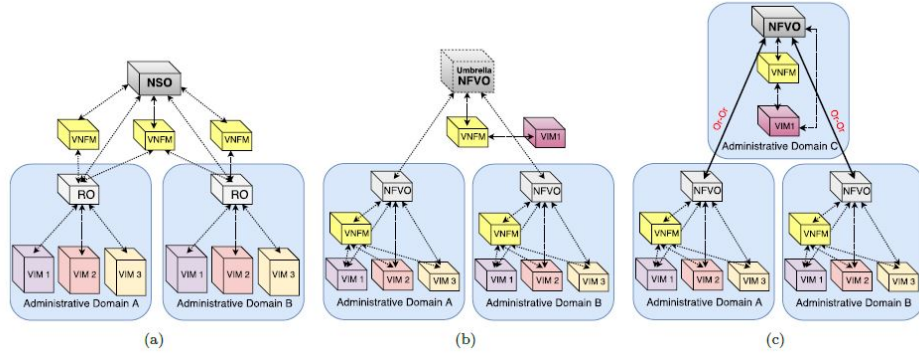 NSO
VNFM
VNFM
VNFM
RO
RO
VIM 1
VIM 2
VIM 3
VIM 1
VIM 2
VIM 3
Administrative Domain A
Administrative Domain B
(a)
Umbrella
NFVO
VNFM
VIM1
NFVO
NFVO
VNFM
VNFM
VIM 1
VIM 2
VIM 3
VIM 1
VIM 2
VIM 3
Administrative Domain A
Administrative Domain B
(b)
NFVO
VNFM
VIM1
Administrative Domain C
Or-Or
Or-Or
NFVO
NFVO
VNFM
VNFM
VIM 1
VIM 2
VIM 3
VIM 1
VIM 2
VIM 3
Administrative Domain A
Administrative Domain B
(c)